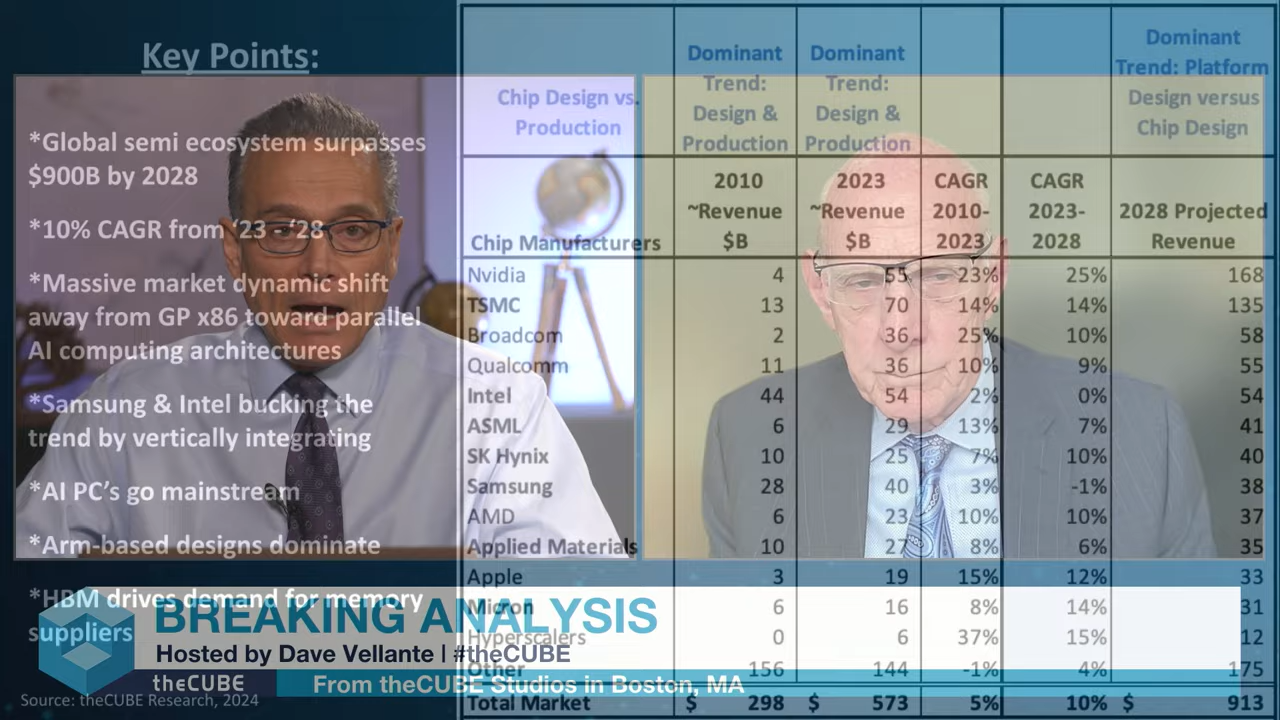 Key Points:
*Global semi ecosystem surpasses
$900B by 2028
*10% CAGR from ‘23 – ‘28
*Massive market dynamic shift
away from GP x86 toward parallel
AI computing architectures
*Samsung & Intel bucking the
trend by vertically integrating
*AI PC’s go mainstream
*Arm-based designs dominate
*HBM drives demand for memory
suppliers
Source: theCUBE Research, 2024
Chip Design vs.
Production
Dominant
Trend:
Design &
Production
Dominant
Trend:
Design &
Production
Dominant
Trend: Platform
Design versus
Chip Design
Chip Manufacturers
2010
~Revenue
$B
2023
~Revenue
$B
CAGR
2010-
2023
CAGR
2023-
2028
2028 Projected
Revenue
Nvidia 4 55 23% 25% 168
TSMC 13 70 14% 14% 135
Broadcom 2 36 25% 10% 58
Qualcomm 11 36 10% 9% 55
Intel 44 54 2% 0% 54
ASML 6 29 13% 7% 41
SK Hynix 10 25 7% 10% 40
Samsung 28 40 3% -1% 38
AMD 6 23 10% 10% 37
Applied Materials 10 27 8% 6% 35
Apple 3 19 15% 12% 33
Micron 6 16 8% 14% 31
Hyperscalers 0 6 37% 15% 12
Other 156 144 -1% 4% 175
Total Market $ 298 $ 573 5% 10% $ 913
BREAKING ANALYSIS
Hosted by Dave Vellante | #theCUBE
theCUBE
From theCUBE Studios in Boston, MA